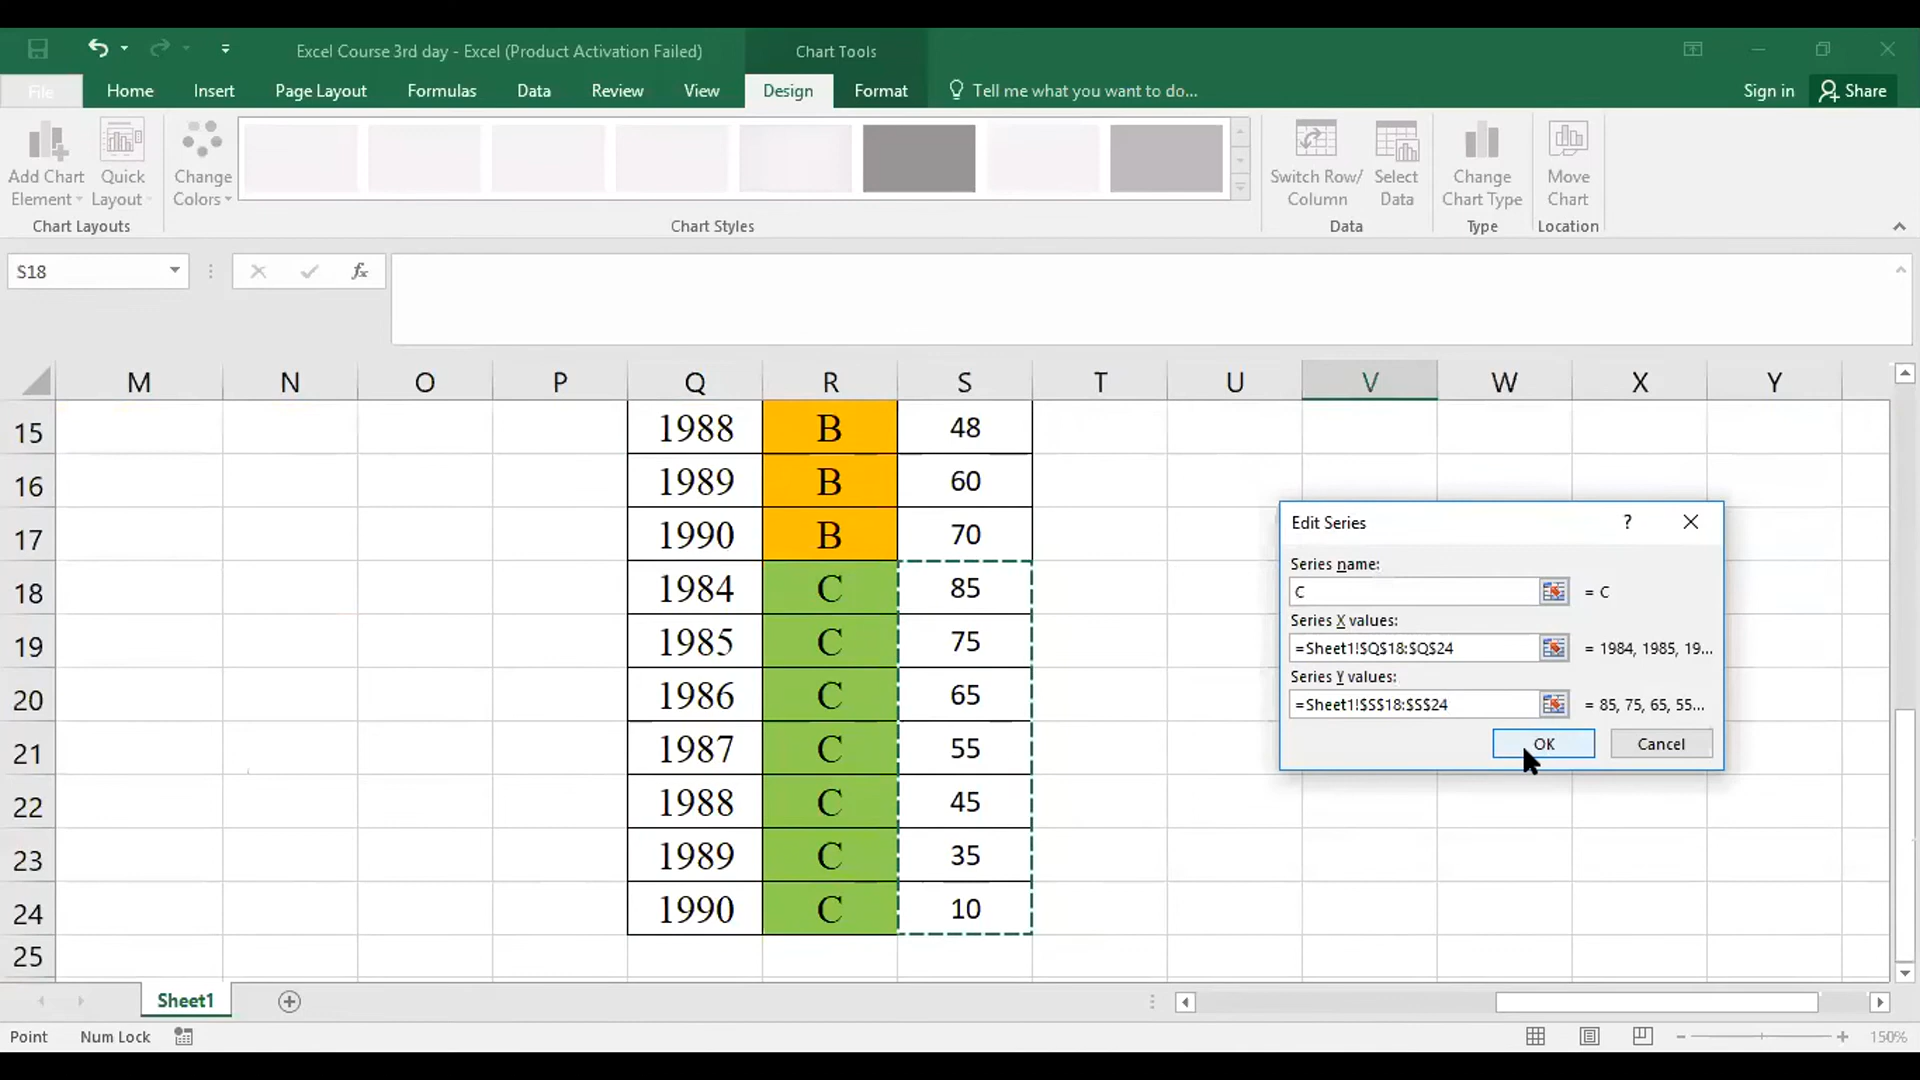 Excel Course 3rd day - Excel (Product Activation Failed)
Chart Tools
File
Home
Insert
Page Layout
Formulas
Data
Review
View
Design
Format
Tell me what you want to do...
Sign in
Share
Add Chart Element
Quick Layout
Change Colors
Switch Row/ Column
Select Data
Change Chart Type
Move Chart
Chart Layouts
Chart Styles
Data
Type
Location
S18
fx
M N O P Q R S T U V W X Y
15 1988 B 48
16 1989 B 60
17 1990 B 70
18 1984 C 85
19 1985 C 75
20 1986 C 65
21 1987 C 55
22 1988 C 45
23 1989 C 35
24 1990 C 10
25
Edit Series ?
Series name:
C = C
Series X values:
=Sheet1!$Q$18:$Q$24 = 1984, 1985, 19...
Series Y values:
=Sheet1!$S$18:$S$24 = 85, 75, 65, 55...
OK Cancel
Sheet1
Point
Num Lock
150%